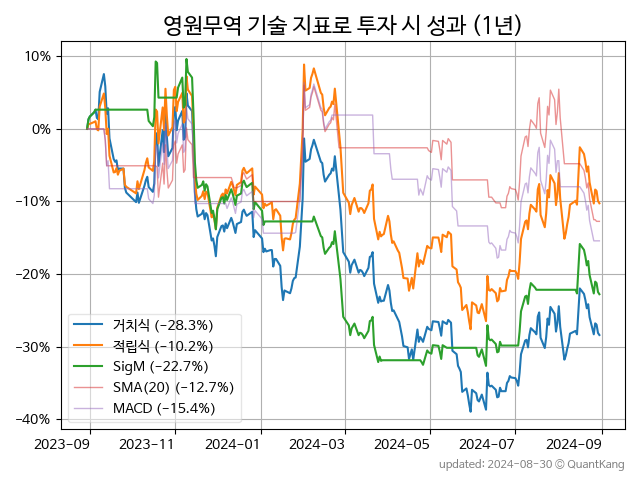 영원무역 기술 지표로 투자 시 성과 (1년)
10%
0%
−10%
−20%
−30%
−40%
거치식 (−28.3%)
적립식 (−10.2%)
SigM (−22.7%)
SMA(20) (−12.7%)
MACD (−15.4%)
2023-09 2023-11 2024-01 2024-03 2024-05 2024-07 2024-09
updated: 2024-08-30 © QuantKang